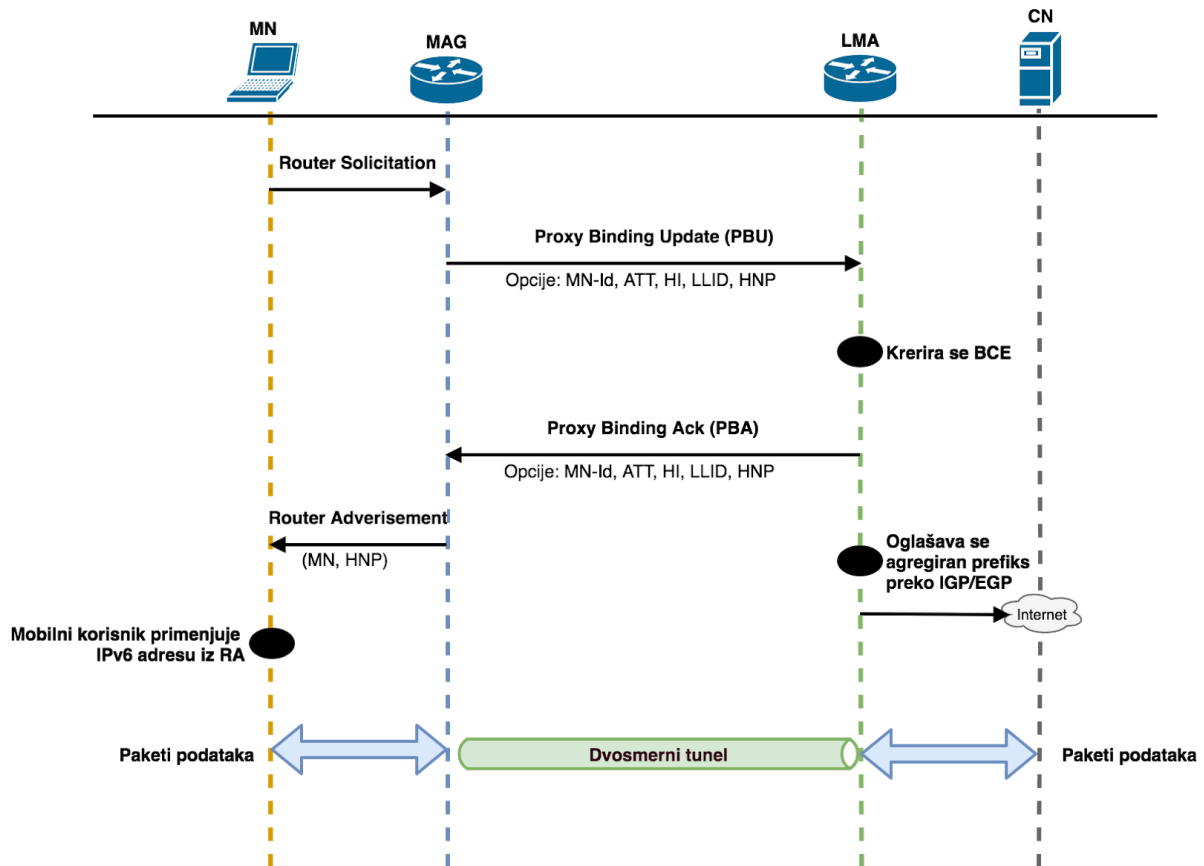 MN
MAG
LMA
CN
Router Solicitation
Proxy Binding Update (PBU)
Opcije: MN-Id, ATT, HI, LLID, HNP
Krerira se BCE
Proxy Binding Ack (PBA)
Opcije: MN-Id, ATT, HI, LLID, HNP
Router Adverisement
(MN, HNP)
Oglašava se
agregiran prefiks
preko IGP/EGP
Internet
Mobilni korisnik primenjuje
IPv6 adresu iz RA
Paketi podataka
Dvosmerni tunel
Paketi podataka